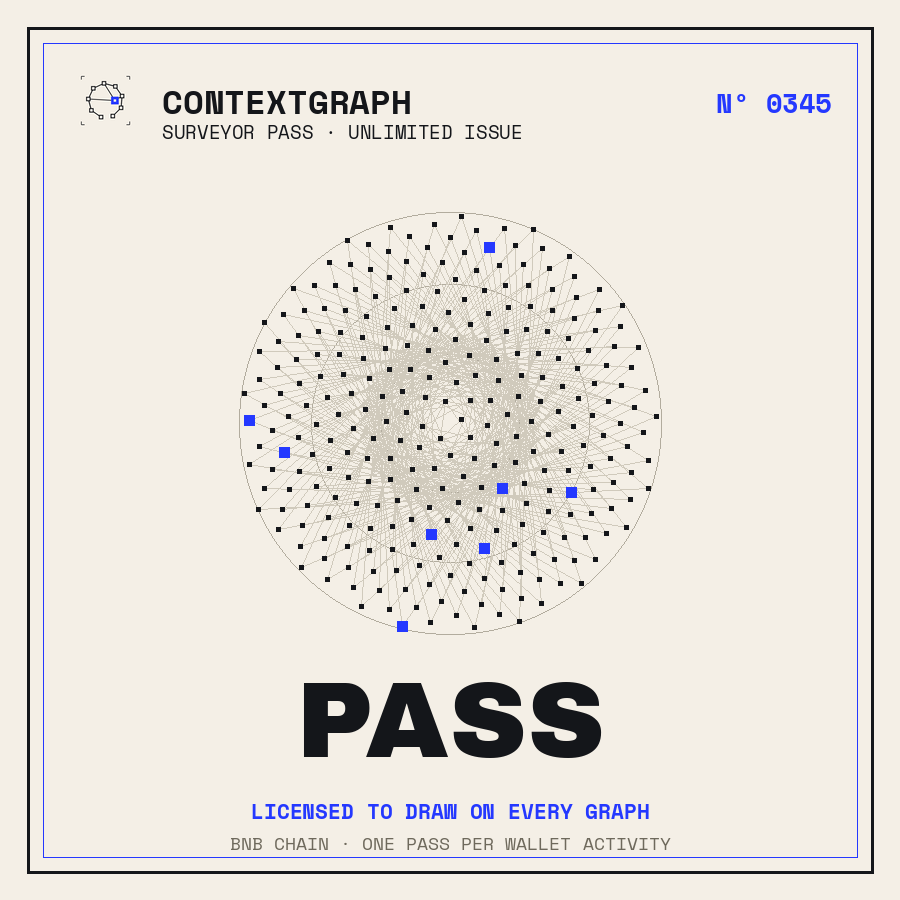 CONTEXTGRAPH
N° 0345
SURVEYOR PASS · UNLIMITED ISSUE
PASS
LICENSED TO DRAW ON EVERY GRAPH
BNB CHAIN · ONE PASS PER WALLET ACTIVITY